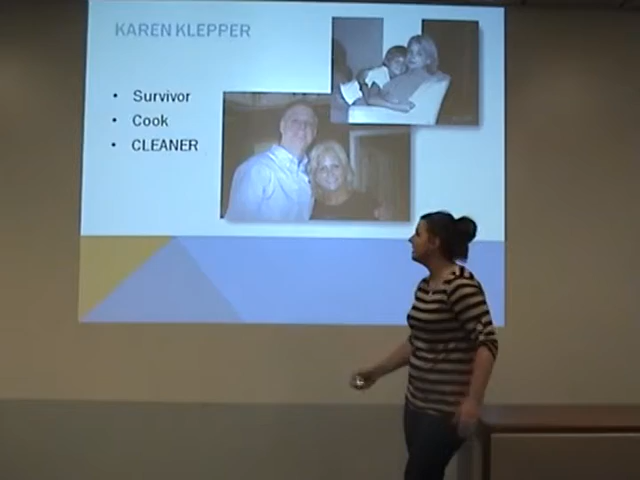 KAREN KLEPPER
• Survivor
• Cook
• CLEANER